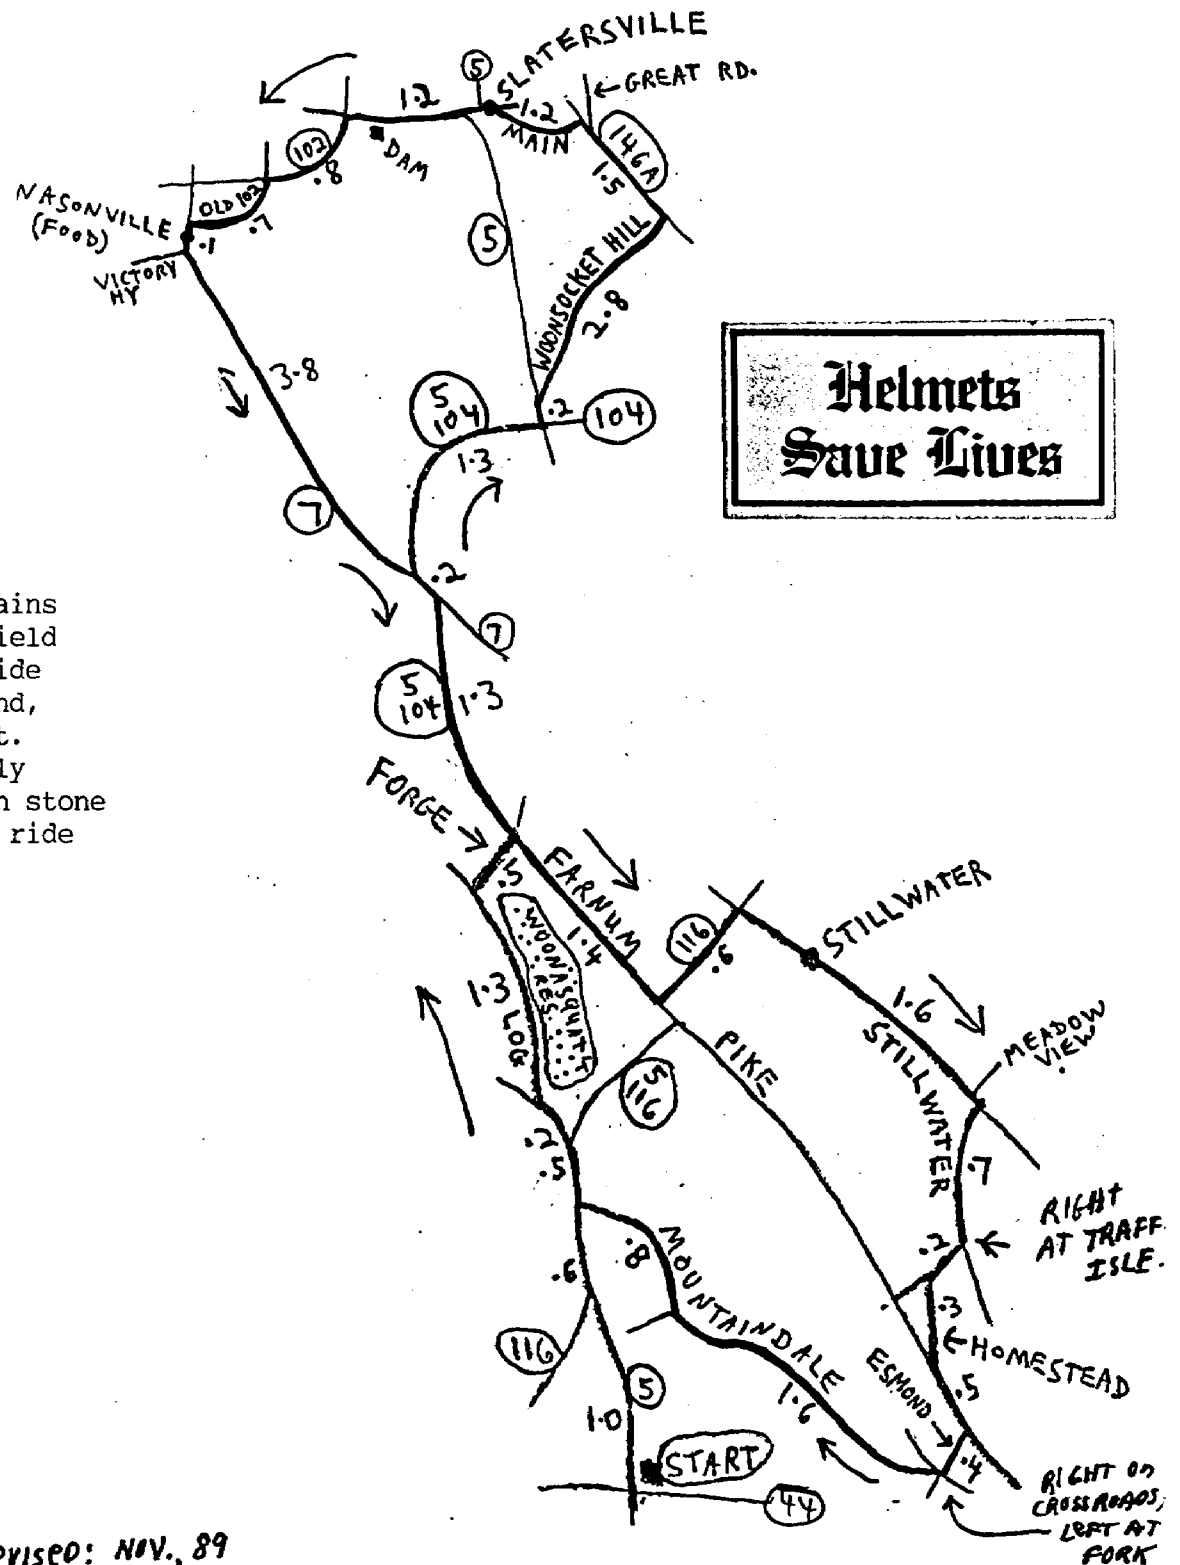 SLATERSVILLE
5
← GREAT RD.
1.2
1.2
MAIN
146A
1.5
DAM
102
.8
OLD 102
.7
NASONVILLE
(FOOD)
.1
VICTORY
HY
5
WOONSOCKET HILL
2.8
Helmets
Save Lives
3.8
5
104
.2
104
1.3
7
.2
7
ains
ield
ide
nd,
t.
ly
n stone
ride
5
104
1.3
FORGE →
.5
FARNUM
1.4
116
.6
STILLWATER
WOONASQUATT
RES.
1.3
LOG
1.6
STILLWATER
MEADOW
VIEW
PIKE
5
116
.2
.5
.7
RIGHT
AT TRAFF.
ISLE.
.2
.8
MOUNTAINDALE
.6
.3
← HOMESTEAD
116
ESMOND →
.5
5
1.6
1.0
START
.4
44
RIGHT ON
CROSSROADS,
LEFT AT
FORK
EVISED: NOV., 89